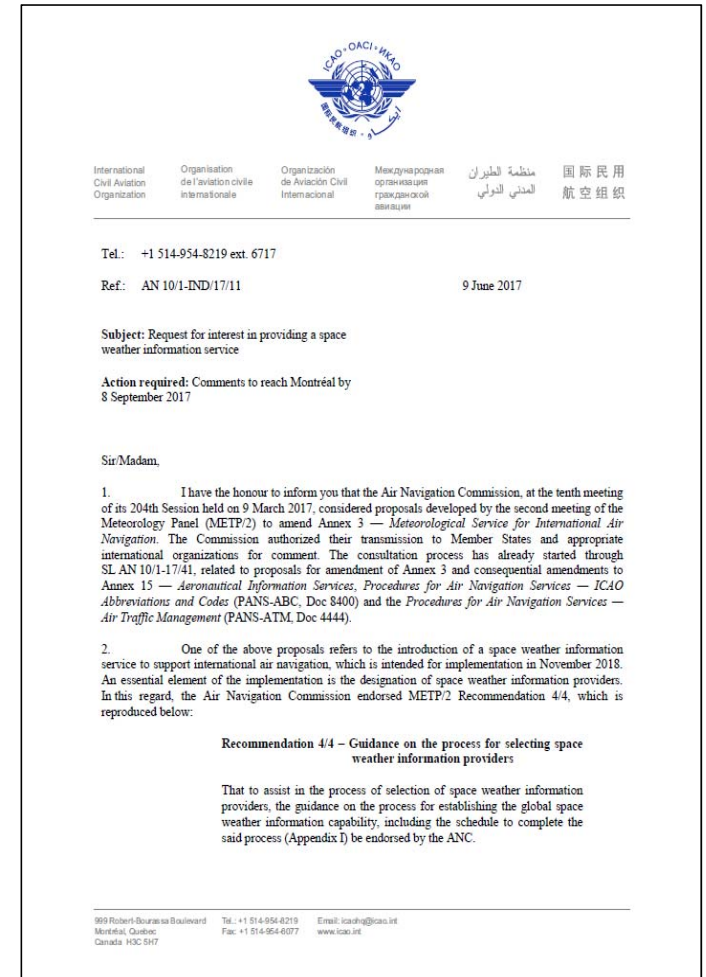 ICAO · OACI · ИКАО
国际民航组织 - ايكاو
International
Civil Aviation
Organization
Organisation
de l'aviation civile
internationale
Organización
de Aviación Civil
Internacional
Международная
организация
гражданской
авиации
منظمة الطيران
المدني الدولي
国际民用
航空组织
Tel.: +1 514-954-8219 ext. 6717
Ref.: AN 10/1-IND/17/11 9 June 2017
Subject: Request for interest in providing a space
weather information service
Action required: Comments to reach Montréal by
8 September 2017
Sir/Madam,
1. I have the honour to inform you that the Air Navigation Commission, at the tenth meeting
of its 204th Session held on 9 March 2017, considered proposals developed by the second meeting of the
Meteorology Panel (METP/2) to amend Annex 3 — Meteorological Service for International Air
Navigation. The Commission authorized their transmission to Member States and appropriate
international organizations for comment. The consultation process has already started through
SL AN 10/1-17/41, related to proposals for amendment of Annex 3 and consequential amendments to
Annex 15 — Aeronautical Information Services, Procedures for Air Navigation Services — ICAO
Abbreviations and Codes (PANS-ABC, Doc 8400) and the Procedures for Air Navigation Services —
Air Traffic Management (PANS-ATM, Doc 4444).
2. One of the above proposals refers to the introduction of a space weather information
service to support international air navigation, which is intended for implementation in November 2018.
An essential element of the implementation is the designation of space weather information providers.
In this regard, the Air Navigation Commission endorsed METP/2 Recommendation 4/4, which is
reproduced below:
Recommendation 4/4 – Guidance on the process for selecting space
weather information providers
That to assist in the process of selection of space weather information
providers, the guidance on the process for establishing the global space
weather information capability, including the schedule to complete the
said process (Appendix I) be endorsed by the ANC.
999 Robert-Bourassa Boulevard
Montréal, Quebec
Canada H3C 5H7
Tel.: +1 514-954-8219
Fax: +1 514-954-6077
Email: icaohq@icao.int
www.icao.int